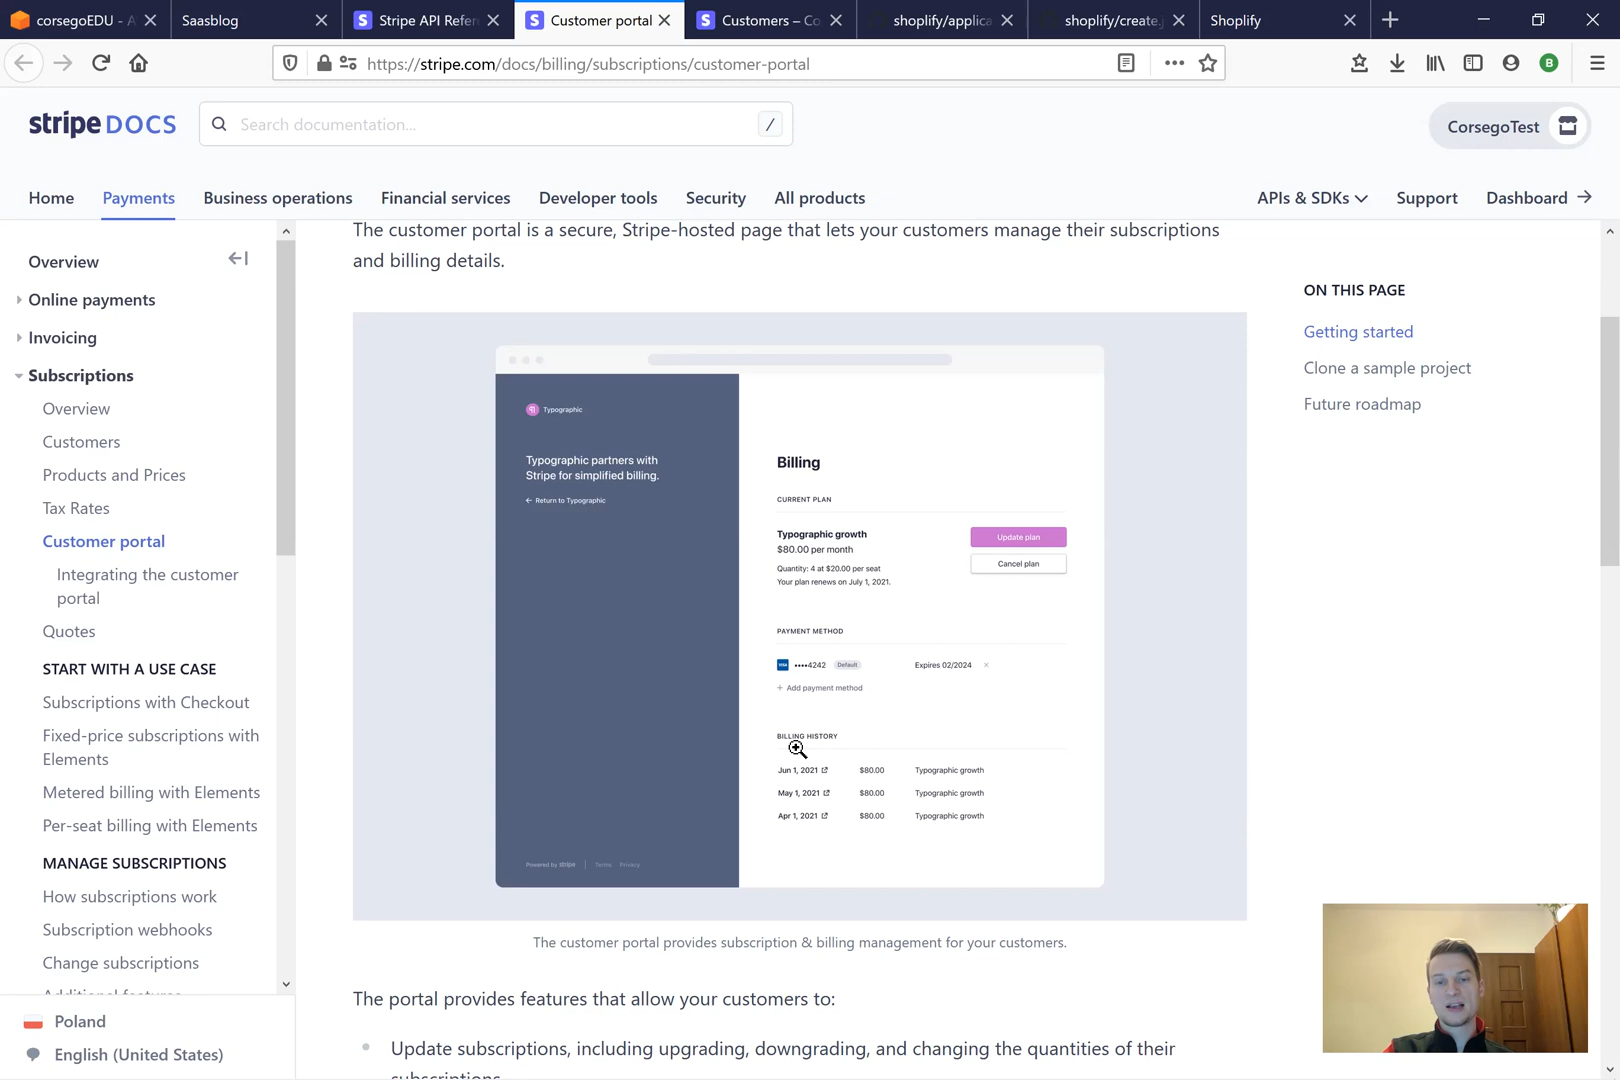 corsegoEDU - A
Saasblog
Stripe API Refer
Customer portal
Customers – Co
shoplify/applica
shoplify/create.
Shoplify
https://stripe.com/docs/billing/subscriptions/customer-portal
B
stripe DOCS
Search documentation...
/
CorsegoTest
Home
Payments
Business operations
Financial services
Developer tools
Security
All products
APIs & SDKs
Support
Dashboard
Overview
Online payments
Invoicing
Subscriptions
Overview
Customers
Products and Prices
Tax Rates
Customer portal
Integrating the customer
portal
Quotes
START WITH A USE CASE
Subscriptions with Checkout
Fixed-price subscriptions with
Elements
Metered billing with Elements
Per-seat billing with Elements
MANAGE SUBSCRIPTIONS
How subscriptions work
Subscription webhooks
Change subscriptions
Additional features
Poland
English (United States)
The customer portal is a secure, Stripe-hosted page that lets your customers manage their subscriptions
and billing details.
Typographic
Typographic partners with
Stripe for simplified billing.
Return to Typographic
Powered by stripe
Terms
Privacy
Billing
CURRENT PLAN
Typographic growth
$80.00 per month
Quantity: 4 at $20.00 per seat
Your plan renews on July 1, 2021.
Update plan
Cancel plan
PAYMENT METHOD
VISA ••••4242 Default Expires 02/2024 ×
+ Add payment method
BILLING HISTORY
Jun 1, 2021 $80.00 Typographic growth
May 1, 2021 $80.00 Typographic growth
Apr 1, 2021 $80.00 Typographic growth
The customer portal provides subscription & billing management for your customers.
The portal provides features that allow your customers to:
Update subscriptions, including upgrading, downgrading, and changing the quantities of their
subscriptions
ON THIS PAGE
Getting started
Clone a sample project
Future roadmap